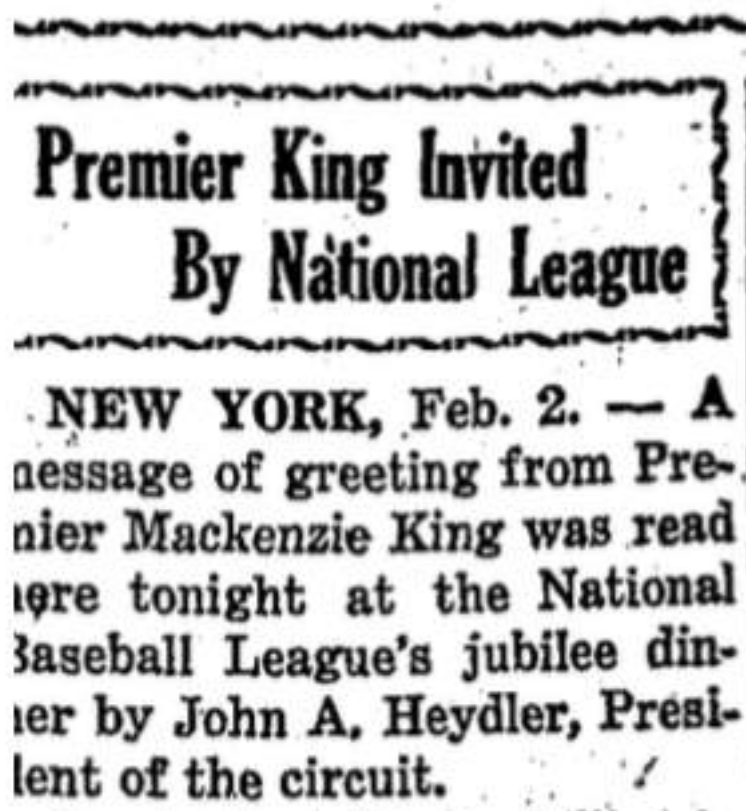 Premier King Invited
By National League
NEW YORK, Feb. 2. — A
message of greeting from Pre-
mier Mackenzie King was read
here tonight at the National
Baseball League's jubilee din-
ner by John A. Heydler, Presi-
dent of the circuit.